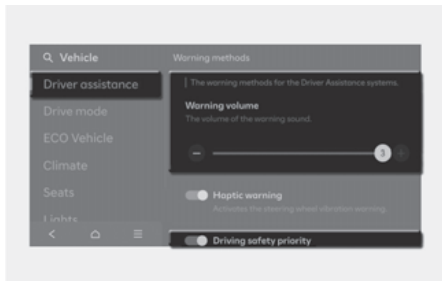 Vehicle
Warning methods
Driver assistance
The warning methods for the Driver Assistance systems.
Drive mode
Warning volume
The volume of the warning sound.
ECO Vehicle
3
Climate
Seats
Haptic warning
Activates the steering wheel vibration warning.
Lights
Driving safety priority